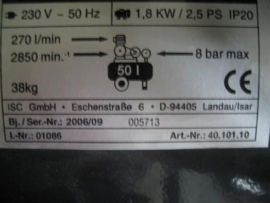 230 V ~ 50 Hz 1,8 KW / 2,5 PS IP20
270 l/min
2850 min⁻¹ 8 bar max
50 l
38kg CE
ISC GmbH • Eschenstraße 6 • D-94405 Landau/Isar
Bj./Ser.-Nr.: 2006/09 005713
I.-Nr.: 01086 Art.-Nr.: 40.101.10